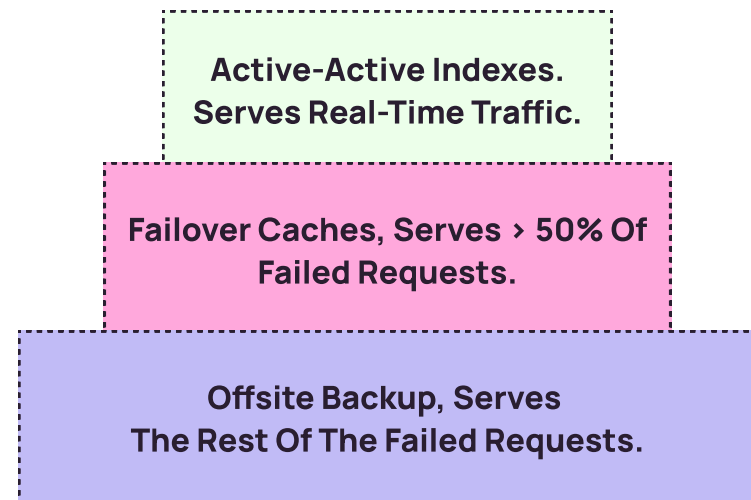 Active-Active Indexes.
Serves Real-Time Traffic.
Failover Caches, Serves > 50% Of
Failed Requests.
Offsite Backup, Serves
The Rest Of The Failed Requests.